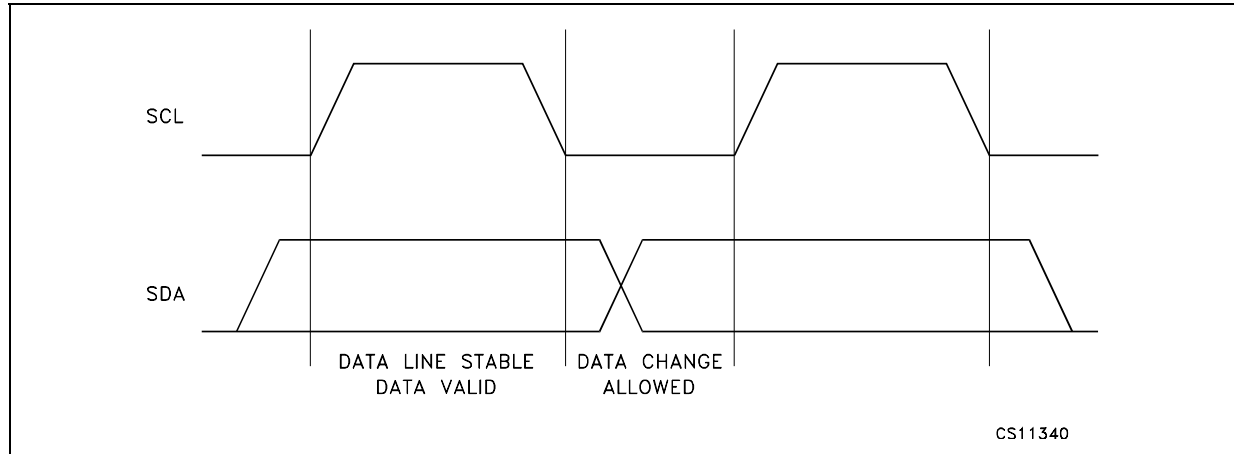 SCL
SDA
DATA LINE STABLE
DATA VALID
DATA CHANGE
ALLOWED
CS11340